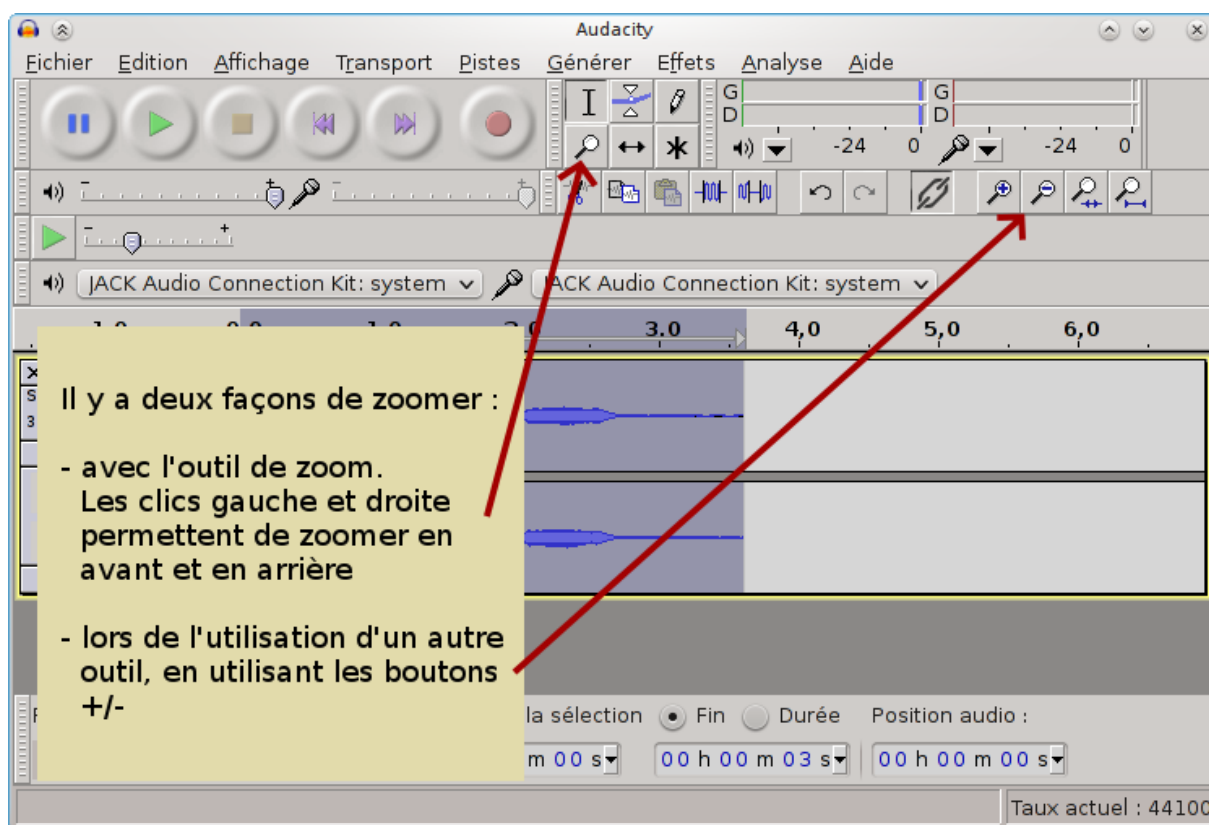 Audacity
Fichier Edition Affichage Transport Pistes Générer Effets Analyse Aide
G G
D D
-24 0 -24 0
- +
- +
- +
JACK Audio Connection Kit: system JACK Audio Connection Kit: system
3.0 4,0 5,0 6,0
Il y a deux façons de zoomer :
- avec l'outil de zoom.
Les clics gauche et droite
permettent de zoomer en
avant et en arrière
- lors de l'utilisation d'un autre
outil, en utilisant les boutons
+/-
la sélection Fin Durée Position audio :
m 00 s 00 h 00 m 03 s 00 h 00 m 00 s
Taux actuel : 44100